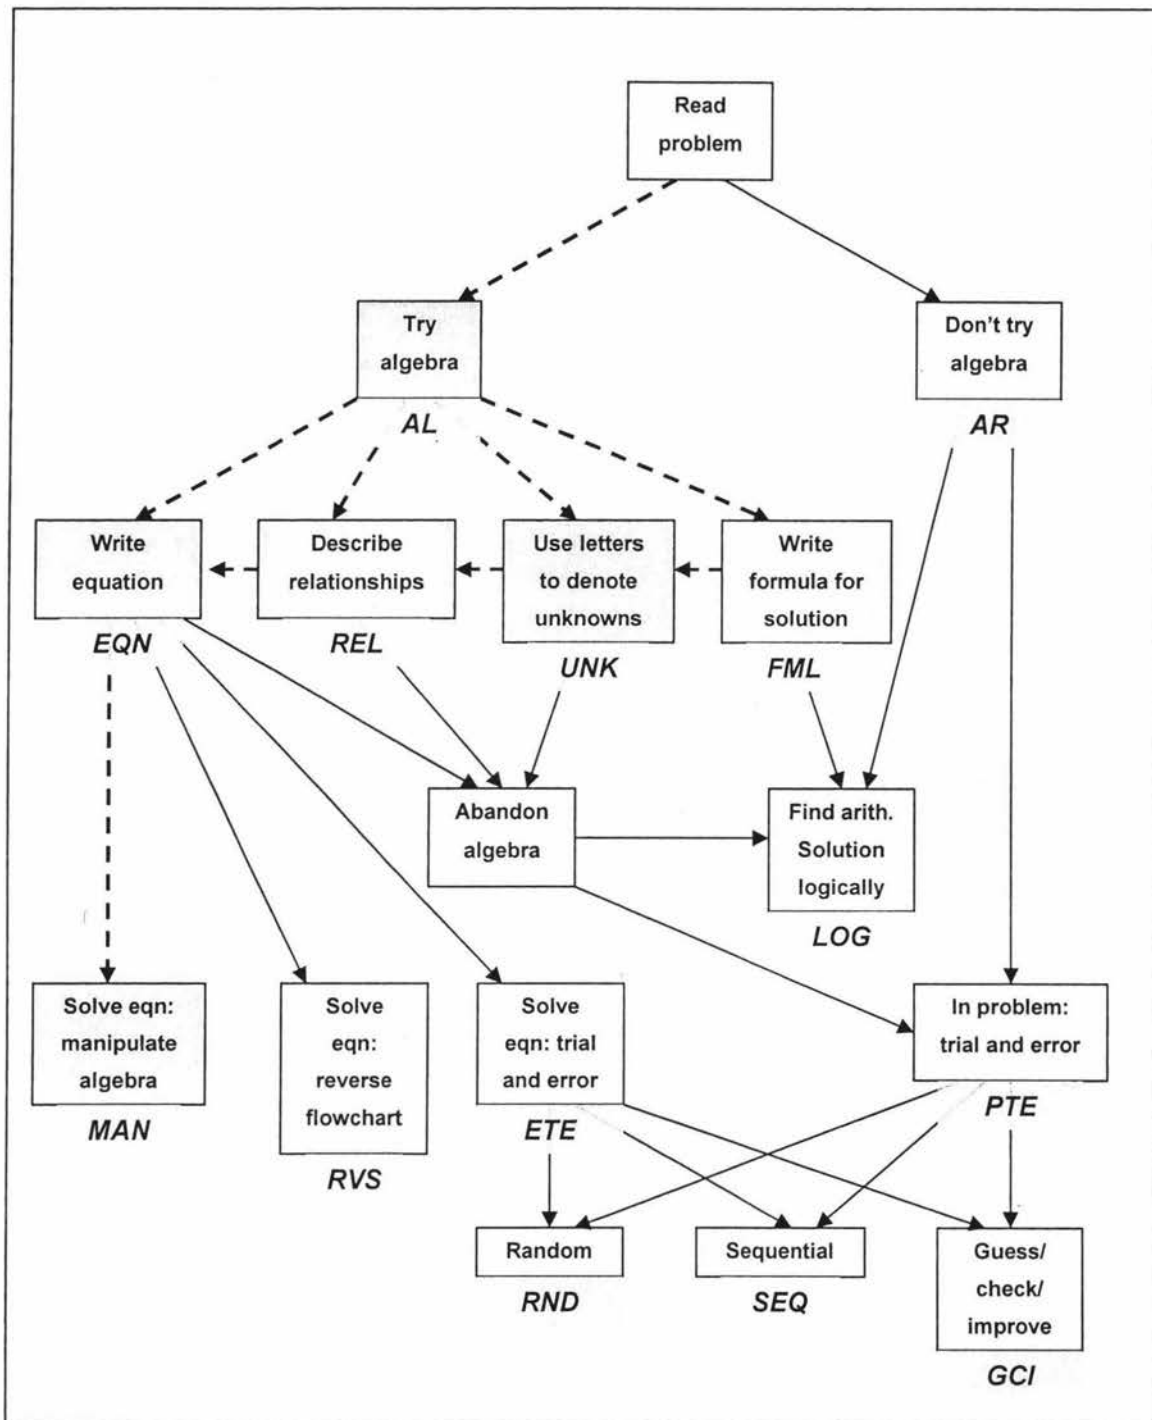 Read
problem
Try
algebra
AL
Don't try
algebra
AR
Write
equation
EQN
Describe
relationships
REL
Use letters
to denote
unknowns
UNK
Write
formula for
solution
FML
Abandon
algebra
Find arith.
Solution
logically
LOG
Solve eqn:
manipulate
algebra
MAN
Solve
eqn:
reverse
flowchart
RVS
Solve
eqn: trial
and error
ETE
In problem:
trial and error
PTE
Random
RND
Sequential
SEQ
Guess/
check/
improve
GCI